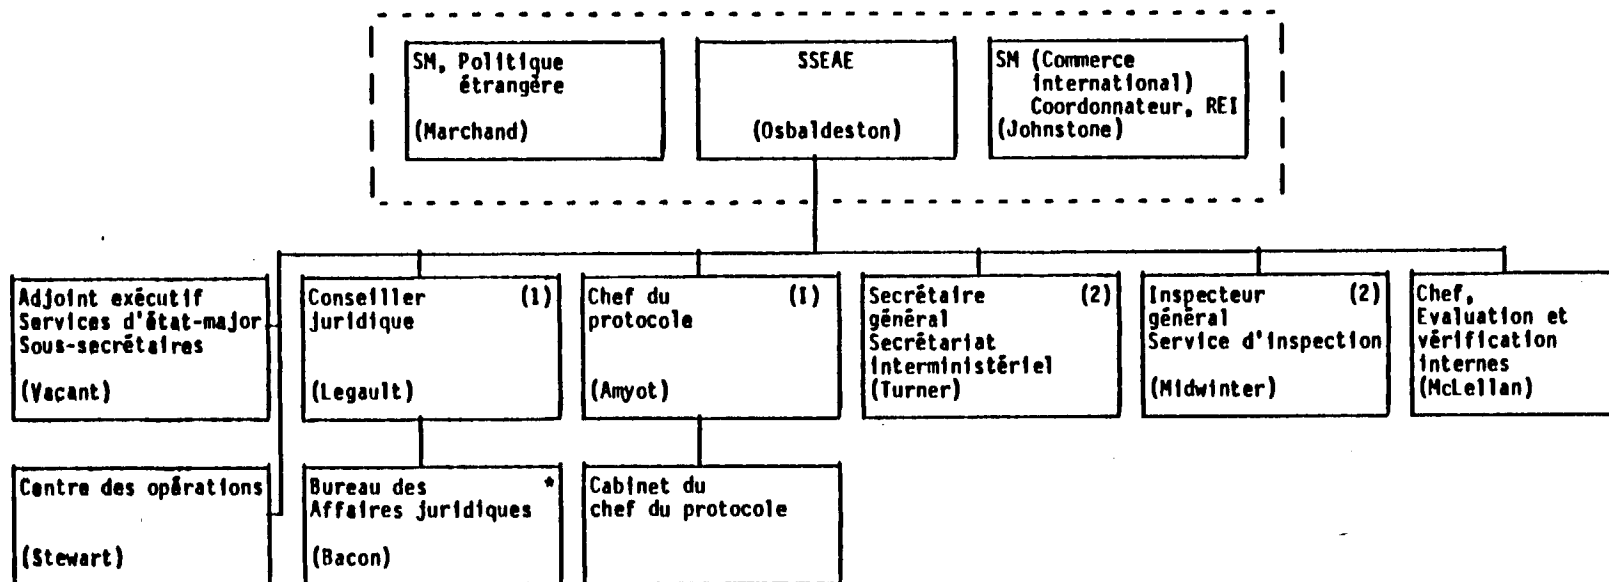 SM, Politique
étrangère
(Marchand)
SSEAE
(Osbaldeston)
SM (Commerce
international)
Coordonnateur, REI
(Johnstone)
Adjoint exécutif
Services d'état-major
Sous-secrétaires
(Vacant)
Conseiller (1)
juridique
(Legault)
Chef du (I)
protocole
(Amyot)
Secrétaire (2)
général
Secrétariat
interministériel
(Turner)
Inspecteur (2)
général
Service d'inspection
(Midwinter)
Chef,
Evaluation et
vérification
internes
(McLellan)
Centre des opérations
(Stewart)
Bureau des *
Affaires juridiques
(Bacon)
Cabinet du
chef du protocole